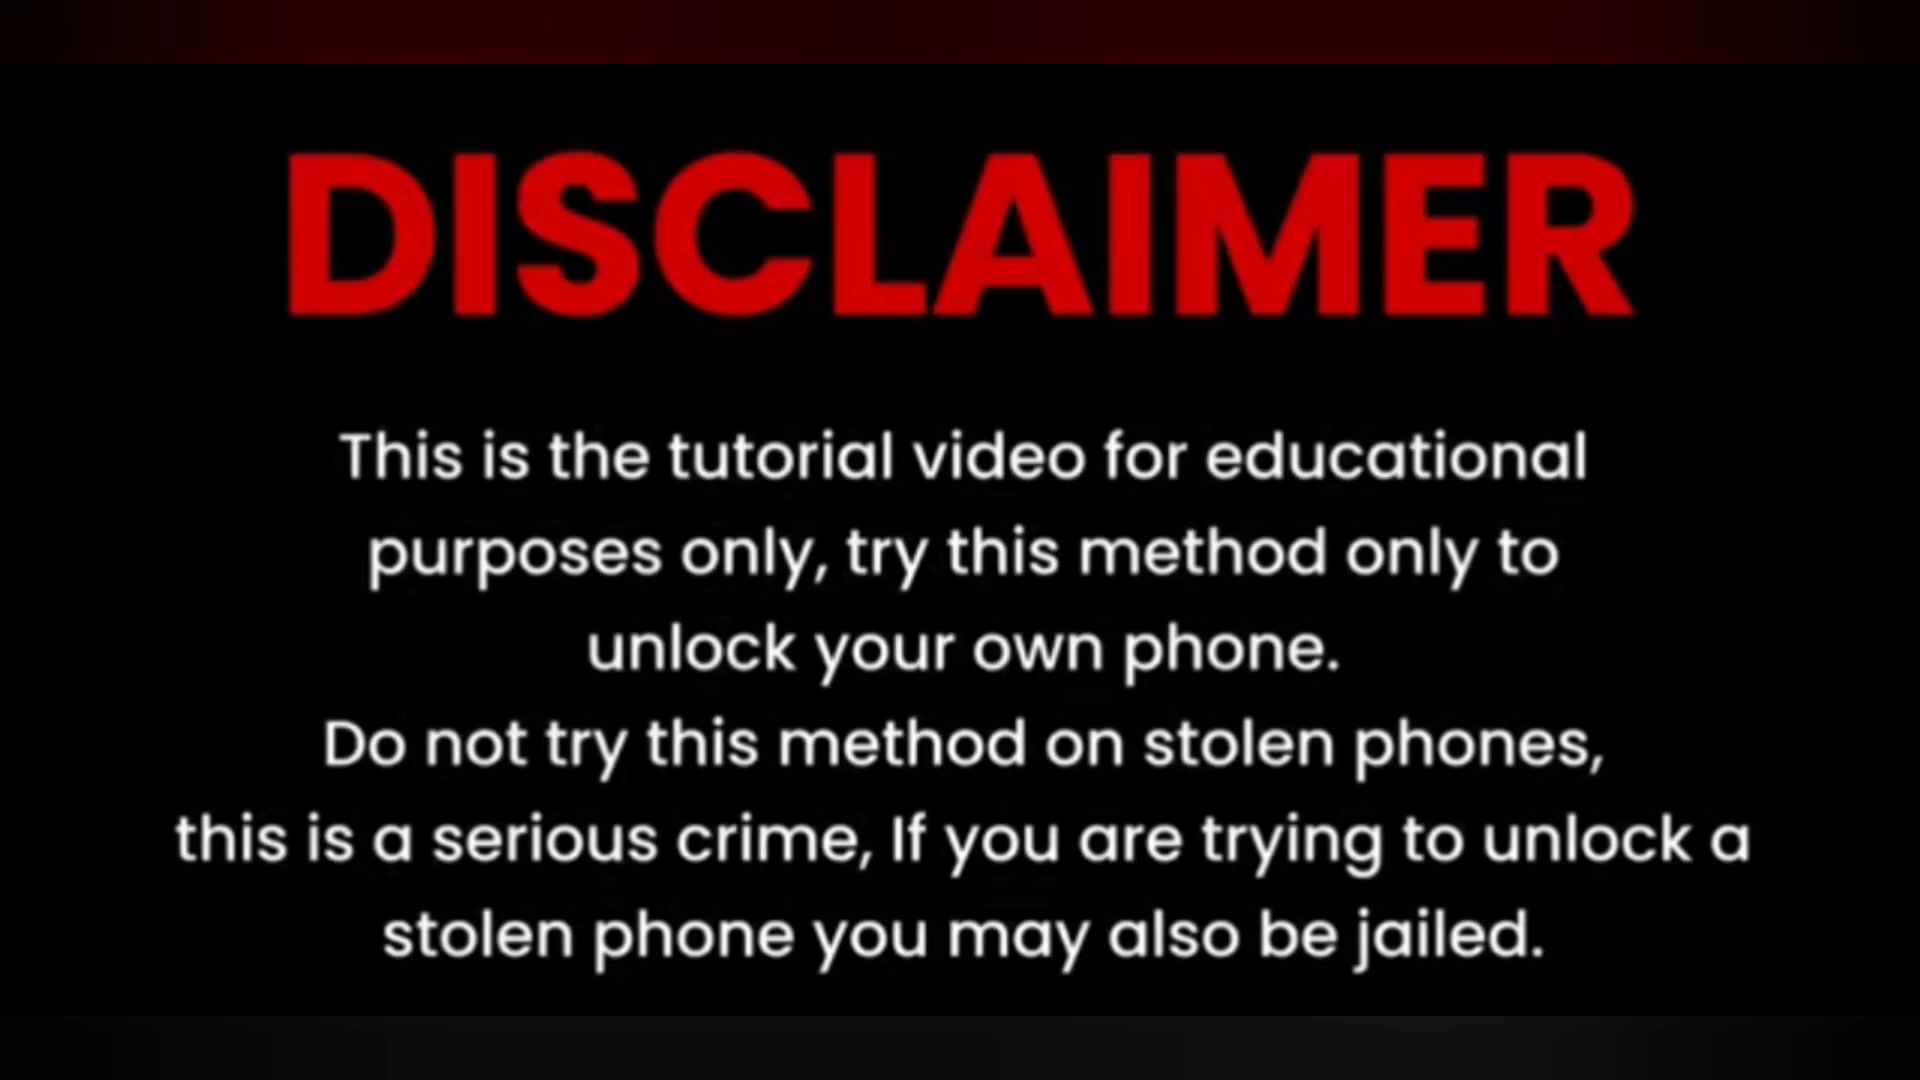 DISCLAIMER
This is the tutorial video for educational
purposes only, try this method only to
unlock your own phone.
Do not try this method on stolen phones,
this is a serious crime, If you are trying to unlock a
stolen phone you may also be jailed.